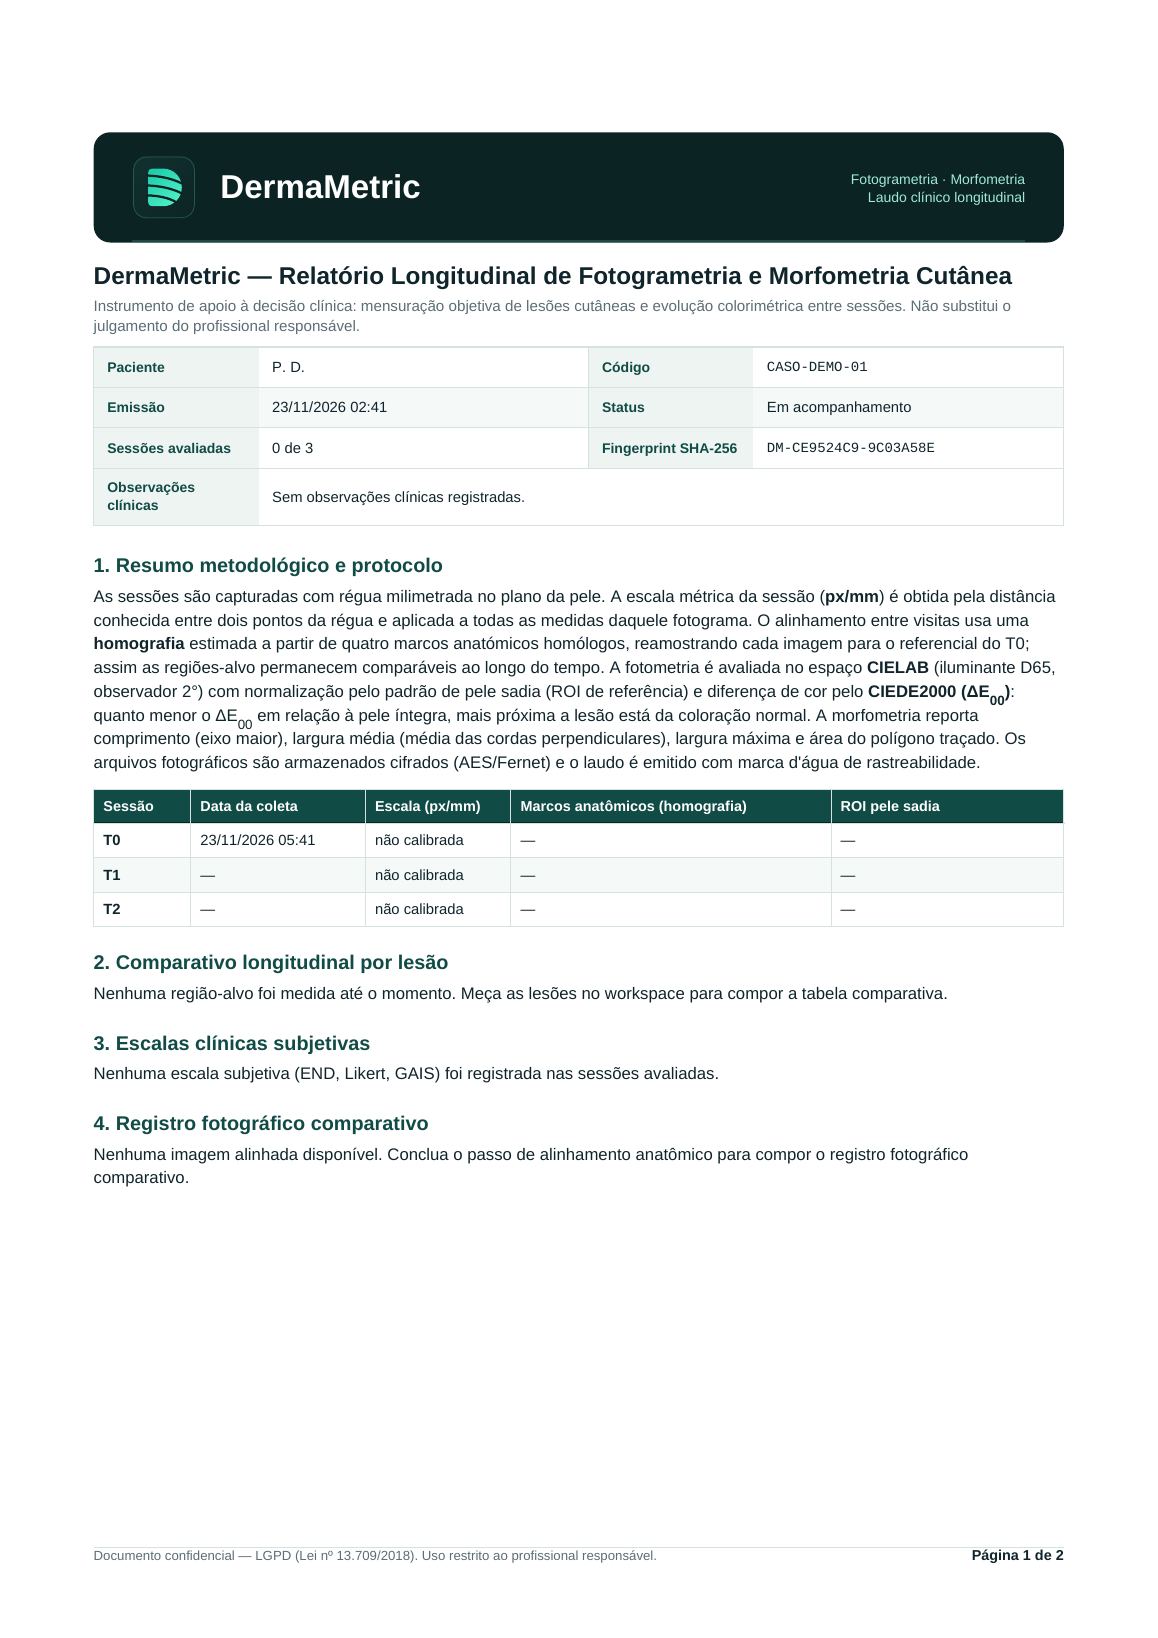 DermaMetric
Fotogrametria · Morfometria
Laudo clínico longitudinal
DermaMetric — Relatório Longitudinal de Fotogrametria e Morfometria Cutânea
Instrumento de apoio à decisão clínica: mensuração objetiva de lesões cutâneas e evolução colorimétrica entre sessões. Não substitui o
julgamento do profissional responsável.
Paciente P. D. Código CASO-DEMO-01
Emissão 23/11/2026 02:41 Status Em acompanhamento
Sessões avaliadas 0 de 3 Fingerprint SHA-256 DM-CE9524C9-9C03A58E
Observações
clínicas
Sem observações clínicas registradas.
1. Resumo metodológico e protocolo
As sessões são capturadas com régua milimetrada no plano da pele. A escala métrica da sessão (px/mm) é obtida pela distância
conhecida entre dois pontos da régua e aplicada a todas as medidas daquele fotograma. O alinhamento entre visitas usa uma
homografia estimada a partir de quatro marcos anatómicos homólogos, reamostrando cada imagem para o referencial do T0;
assim as regiões-alvo permanecem comparáveis ao longo do tempo. A fotometria é avaliada no espaço CIELAB (iluminante D65,
observador 2°) com normalização pelo padrão de pele sadia (ROI de referência) e diferença de cor pelo CIEDE2000 (ΔE00):
quanto menor o ΔE00 em relação à pele íntegra, mais próxima a lesão está da coloração normal. A morfometria reporta
comprimento (eixo maior), largura média (média das cordas perpendiculares), largura máxima e área do polígono traçado. Os
arquivos fotográficos são armazenados cifrados (AES/Fernet) e o laudo é emitido com marca d'água de rastreabilidade.
Sessão Data da coleta Escala (px/mm) Marcos anatômicos (homografia) ROI pele sadia
T0 23/11/2026 05:41 não calibrada — —
T1 — não calibrada — —
T2 — não calibrada — —
2. Comparativo longitudinal por lesão
Nenhuma região-alvo foi medida até o momento. Meça as lesões no workspace para compor a tabela comparativa.
3. Escalas clínicas subjetivas
Nenhuma escala subjetiva (END, Likert, GAIS) foi registrada nas sessões avaliadas.
4. Registro fotográfico comparativo
Nenhuma imagem alinhada disponível. Conclua o passo de alinhamento anatômico para compor o registro fotográfico
comparativo.
Documento confidencial — LGPD (Lei nº 13.709/2018). Uso restrito ao profissional responsável.
Página 1 de 2